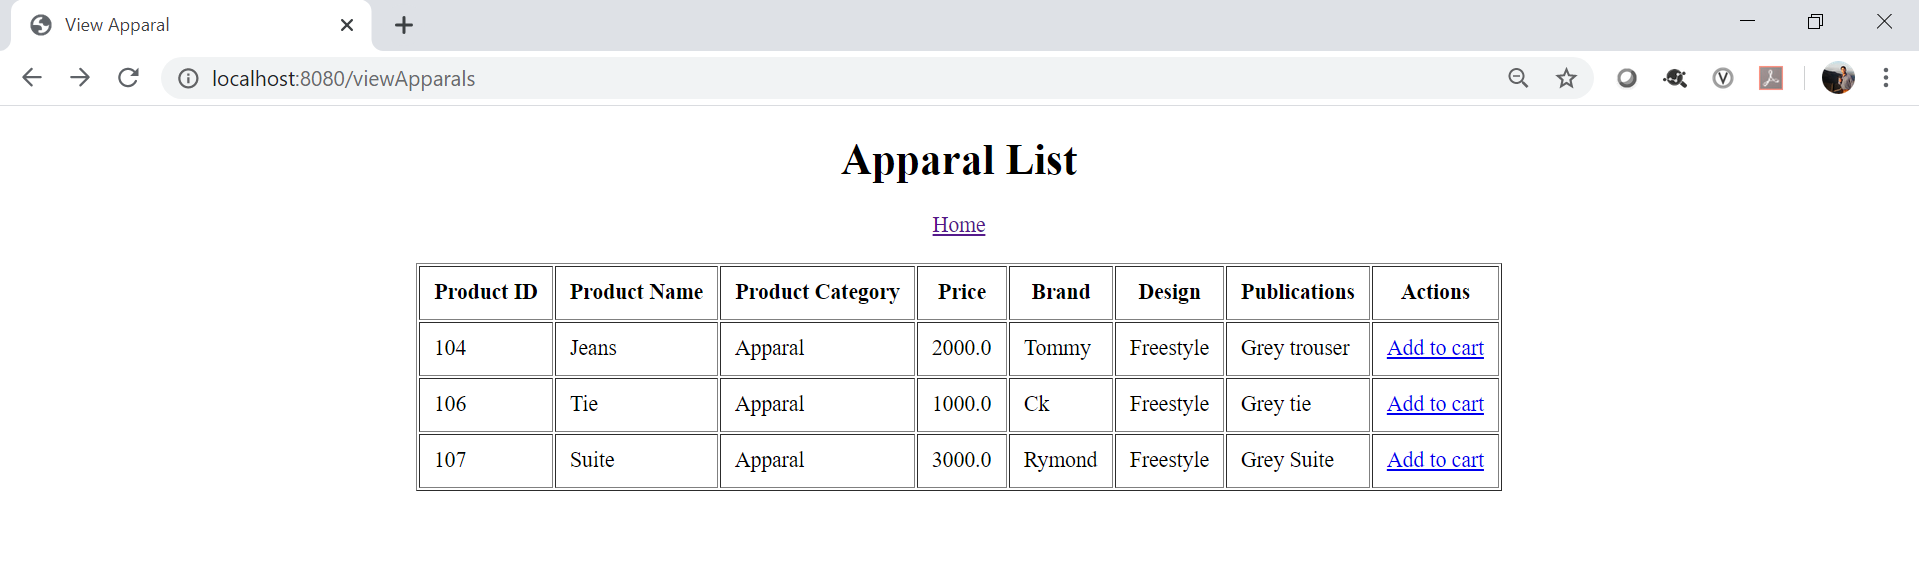 View Apparal
localhost:8080/viewApparals
Apparal List
Home
Product ID Product Name Product Category Price Brand Design Publications Actions
104 Jeans Apparal 2000.0 Tommy Freestyle Grey trouser Add to cart
106 Tie Apparal 1000.0 Ck Freestyle Grey tie Add to cart
107 Suite Apparal 3000.0 Rymond Freestyle Grey Suite Add to cart